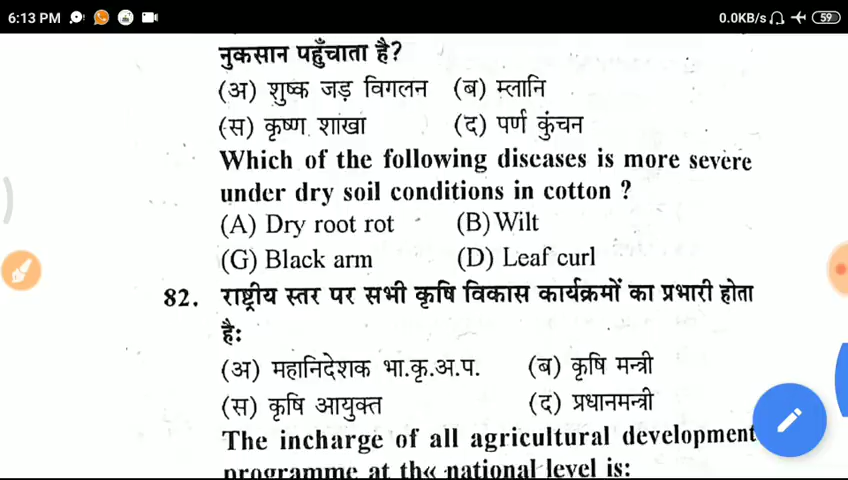 6:13 PM 0.0KB/s 59
नुकसान पहुँचाता है?
(अ) शुष्क जड़ विगलन (ब) म्लानि
(स) कृष्ण शाखा (द) पर्ण कुंचन
Which of the following diseases is more severe
under dry soil conditions in cotton ?
(A) Dry root rot (B) Wilt
(G) Black arm (D) Leaf curl
82. राष्ट्रीय स्तर पर सभी कृषि विकास कार्यक्रमों का प्रभारी होता
है:
(अ) महानिदेशक भा.कृ.अ.प. (ब) कृषि मन्त्री
(स) कृषि आयुक्त (द) प्रधानमन्त्री
The incharge of all agricultural development
programme at the national level is: